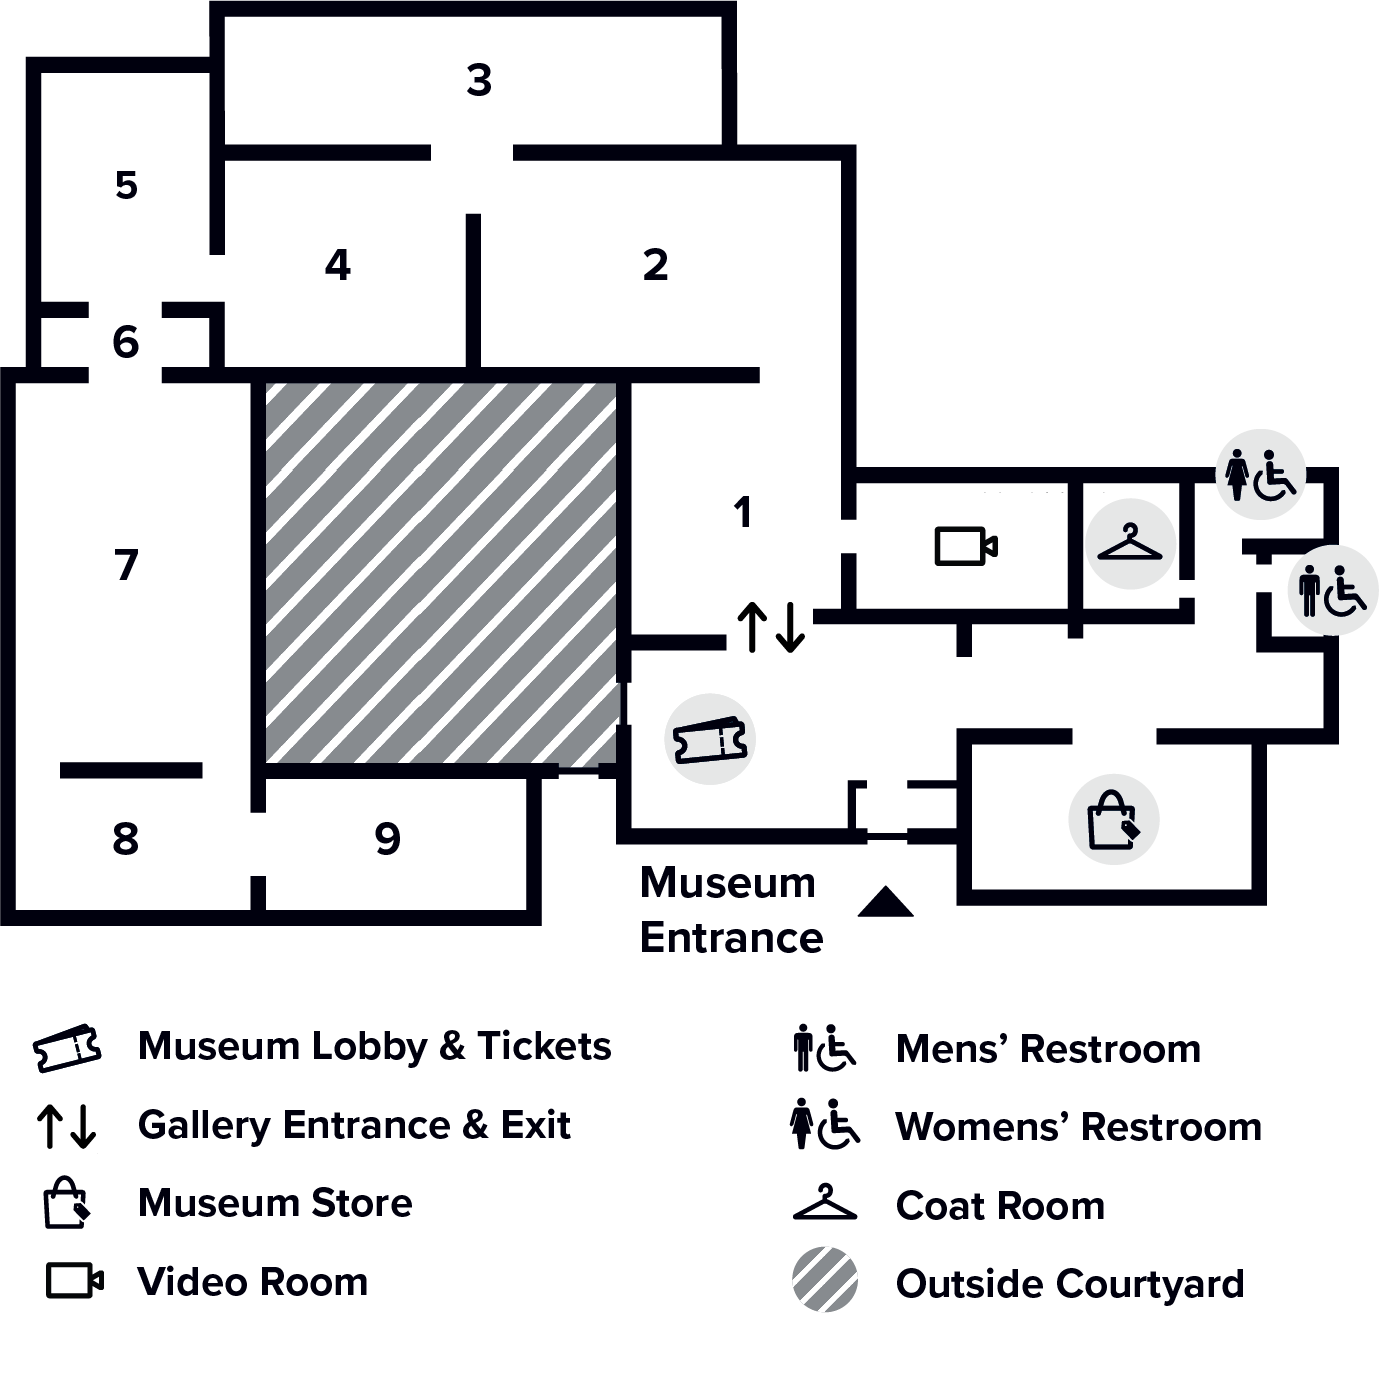 3
5
4
2
6
1
7
8
9
Museum
Entrance
Museum Lobby & Tickets
Gallery Entrance & Exit
Museum Store
Video Room
Mens’ Restroom
Womens’ Restroom
Coat Room
Outside Courtyard